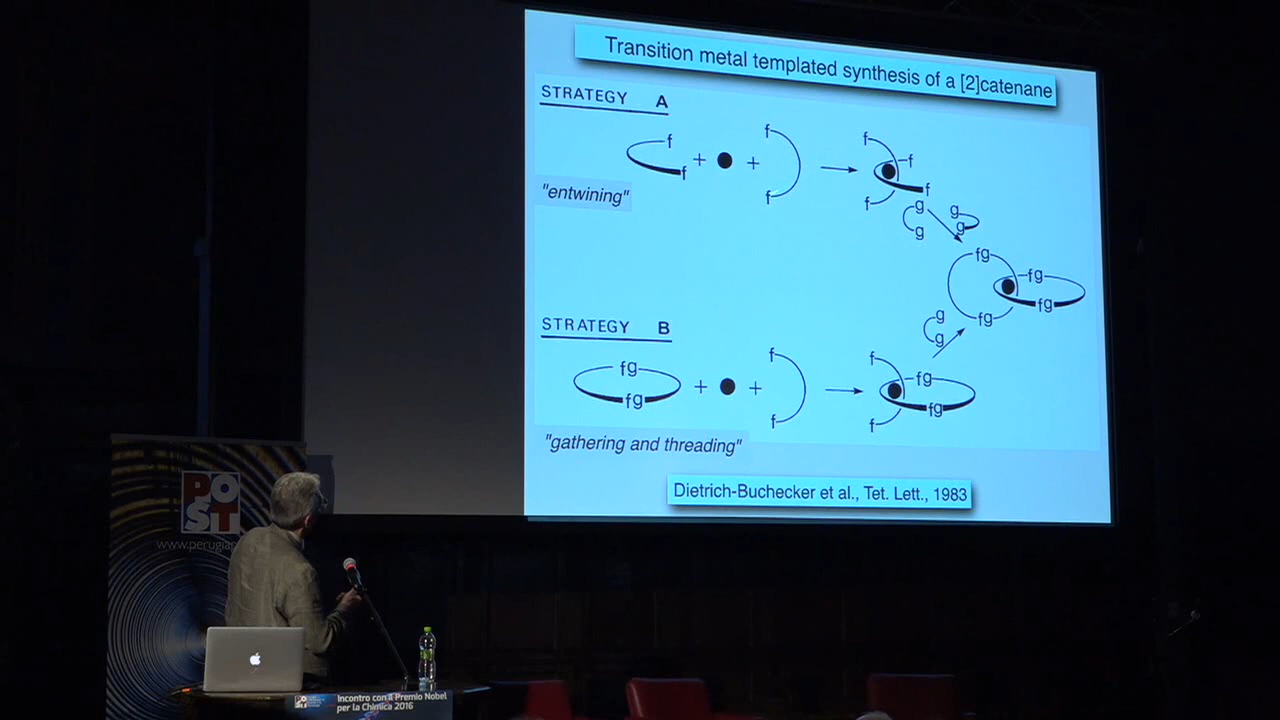 Transition metal templated synthesis of a [2]catenane
STRATEGY A
f
f
+
+
f
f
f
f
f
f
"entwining"
g
g
g
g
fg
fg
fg
fg
STRATEGY B
g
g
fg
fg
+
+
f
f
f
f
fg
fg
"gathering and threading"
Dietrich-Buchecker et al., Tet. Lett., 1983
PO
ST
POST
Incontro con il Premio Nobel
per la Chimica 2016